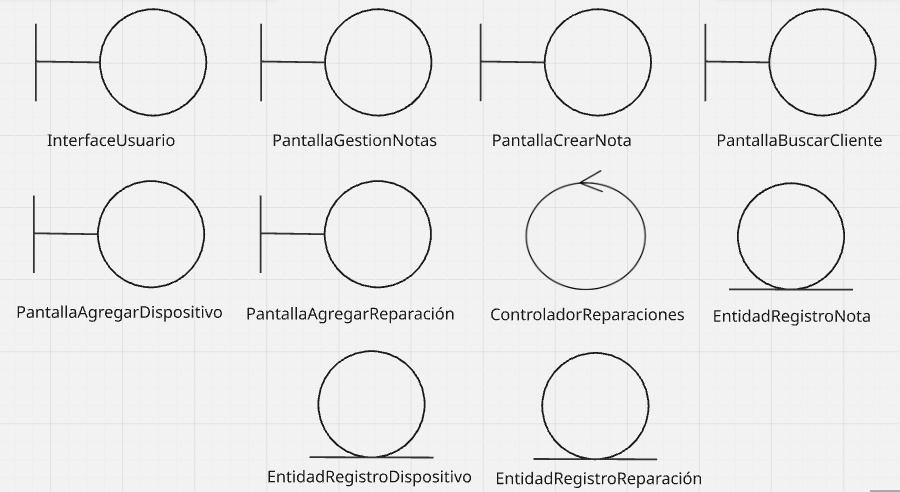 InterfaceUsuario
PantallaGestionNotas
PantallaCrearNota
PantallaBuscarCliente
PantallaAgregarDispositivo
PantallaAgregarReparación
ControladorReparaciones
EntidadRegistroNota
EntidadRegistroDispositivo
EntidadRegistroReparación